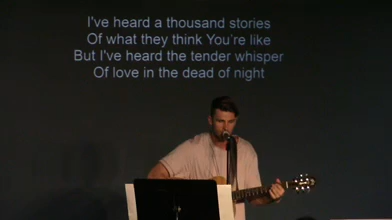 I've heard a thousand stories
Of what they think You're like
But I've heard the tender whisper
Of love in the dead of night